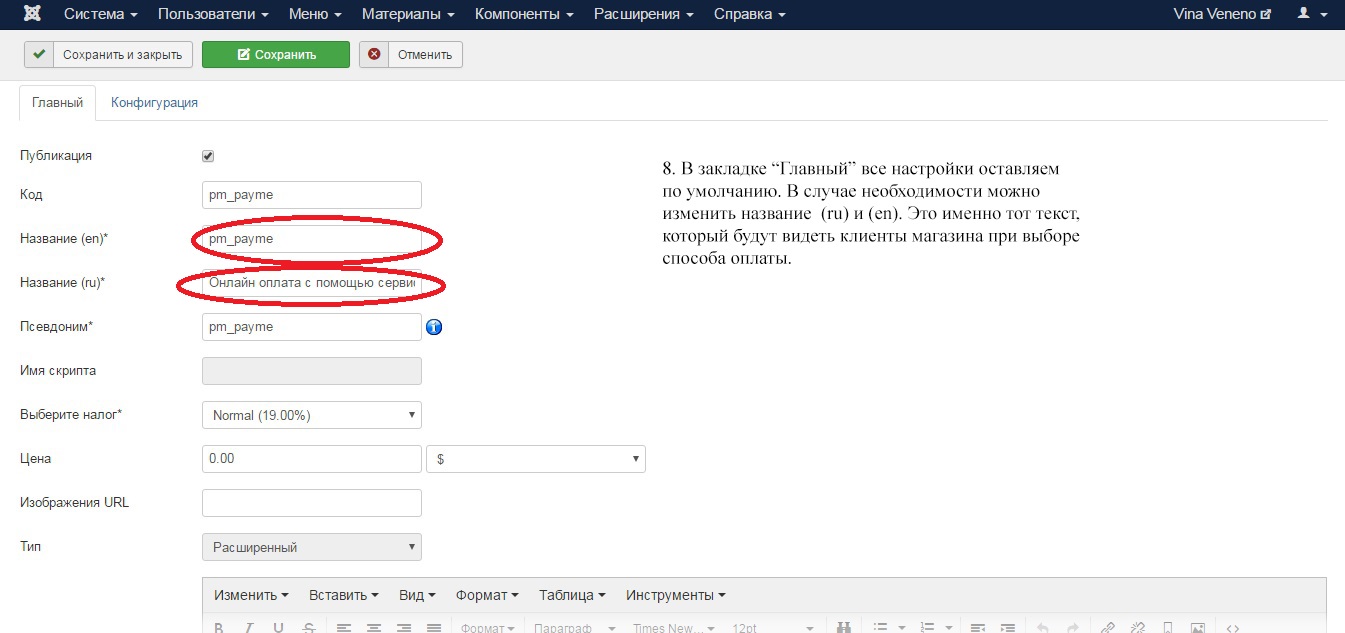 Система Пользователи Меню Материалы Компоненты Расширения Справка Vina Veneno
Сохранить и закрыть Сохранить Отменить
Главный Конфигурация
Публикация
Код pm_payme
Название (en)* pm_payme
Название (ru)* Онлайн оплата с помощью серви
Псевдоним* pm_payme
Имя скрипта
Выберите налог* Normal (19.00%)
Цена 0.00 $
Изображения URL
Тип Расширенный
8. В закладке “Главный” все настройки оставляем
по умолчанию. В случае необходимости можно
изменить название (ru) и (en). Это именно тот текст,
который будут видеть клиенты магазина при выборе
способа оплаты.
Изменить Вставить Вид Формат Таблица Инструменты
B I U S Формат Параграф Times New... 12pt